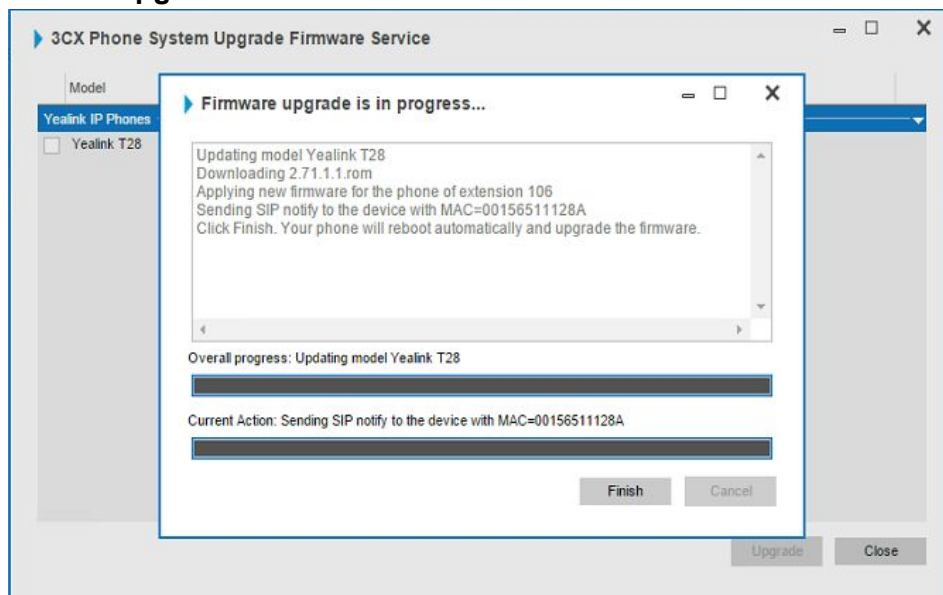 3CX Phone System Upgrade Firmware Service
Model
Yealink IP Phones
Yealink T28
Firmware upgrade is in progress...
Updating model Yealink T28
Downloading 2.71.1.1.rom
Applying new firmware for the phone of extension 106
Sending SIP notify to the device with MAC=00156511128A
Click Finish. Your phone will reboot automatically and upgrade the firmware.
Overall progress: Updating model Yealink T28
Current Action: Sending SIP notify to the device with MAC=00156511128A
Finish
Cancel
Upgrade
Close